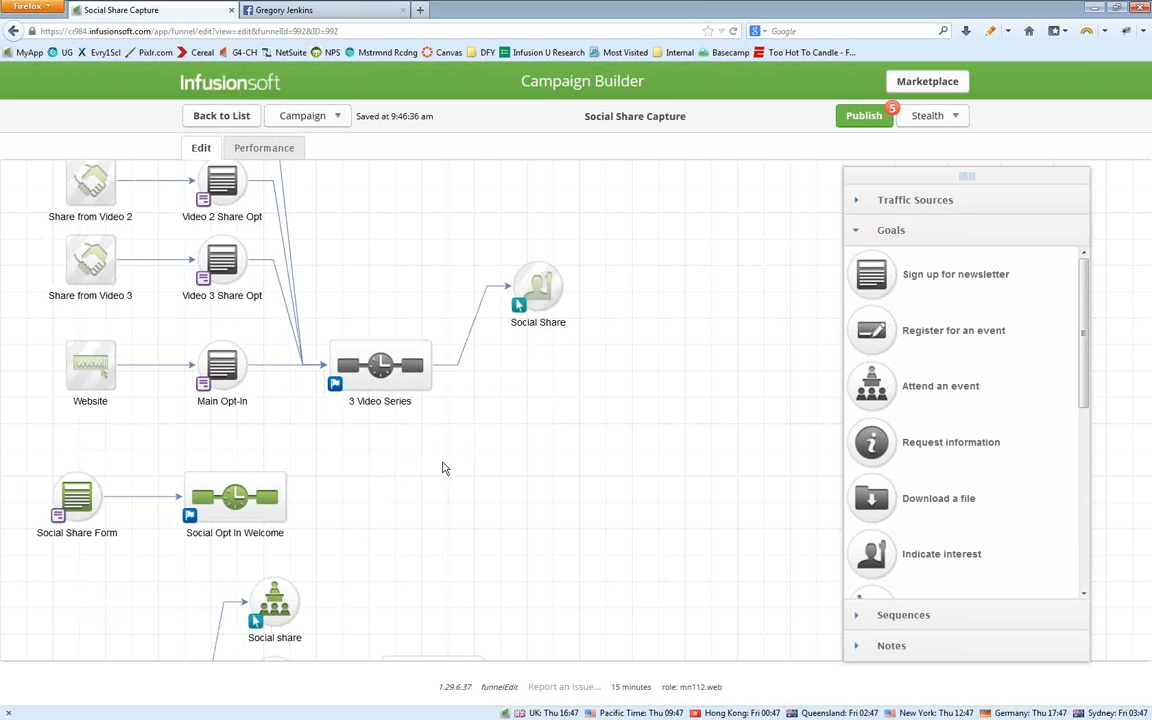 Firefox
Social Share Capture
Gregory Jenkins
https://cr984.infusionsoft.com/app/funnel/edit?view=edit&funnelId=992&ID=992
Google
MyApp UG Evry1Scl Pixlr.com Cereal G4-CH NetSuite NPS Mstrmnd Rcdng Canvas DFY Infusion U Research Most Visited Internal Basecamp Too Hot To Candle - F...
Infusionsoft
Campaign Builder
Marketplace
Back to List
Campaign
Saved at 9:46:36 am
Social Share Capture
Publish
5
Stealth
Edit
Performance
Share from Video 2
Video 2 Share Opt
Share from Video 3
Video 3 Share Opt
Social Share
Website
Main Opt-In
3 Video Series
Social Share Form
Social Opt In Welcome
Social share
Traffic Sources
Goals
Sign up for newsletter
Register for an event
Attend an event
Request information
Download a file
Indicate interest
Sequences
Notes
1.29.6.37 funnelEdit Report an Issue... 15 minutes role: mn112.web
UK: Thu 16:47 Pacific Time: Thu 09:47 Hong Kong: Fri 00:47 Queensland: Fri 02:47 New York: Thu 12:47 Germany: Thu 17:47 Sydney: Fri 03:47